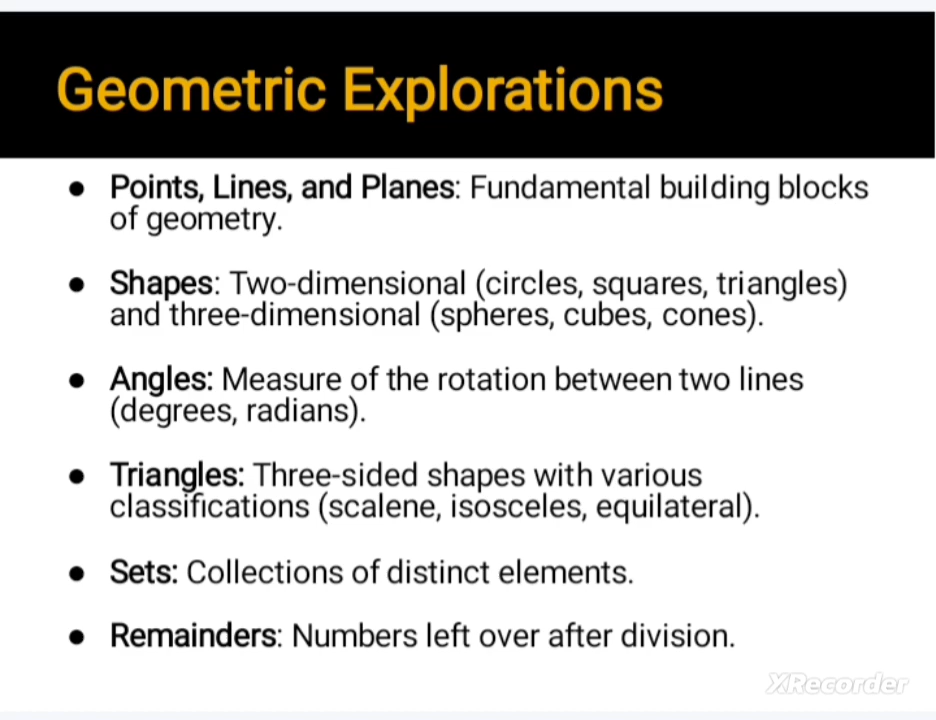 Geometric Explorations
● Points, Lines, and Planes: Fundamental building blocks
of geometry.
● Shapes: Two-dimensional (circles, squares, triangles)
and three-dimensional (spheres, cubes, cones).
● Angles: Measure of the rotation between two lines
(degrees, radians).
● Triangles: Three-sided shapes with various
classifications (scalene, isosceles, equilateral).
● Sets: Collections of distinct elements.
● Remainders: Numbers left over after division.
XRecorder